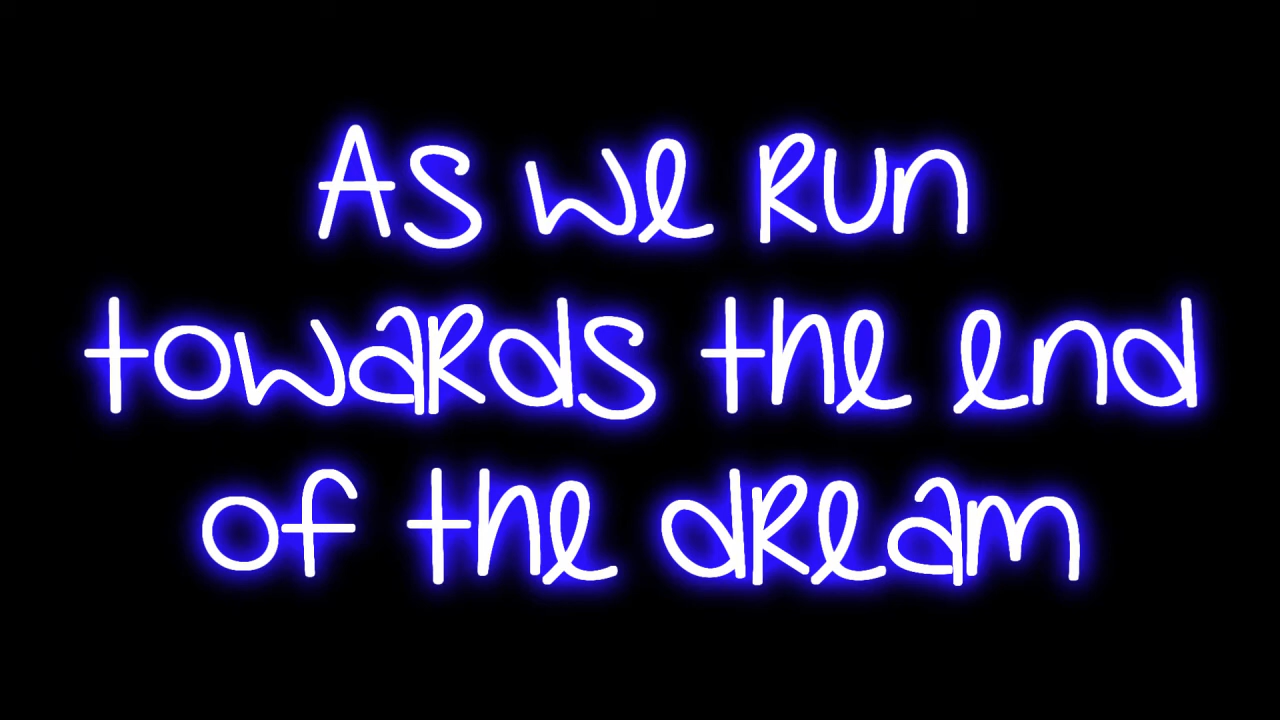 As we run
towards the end
of the dream